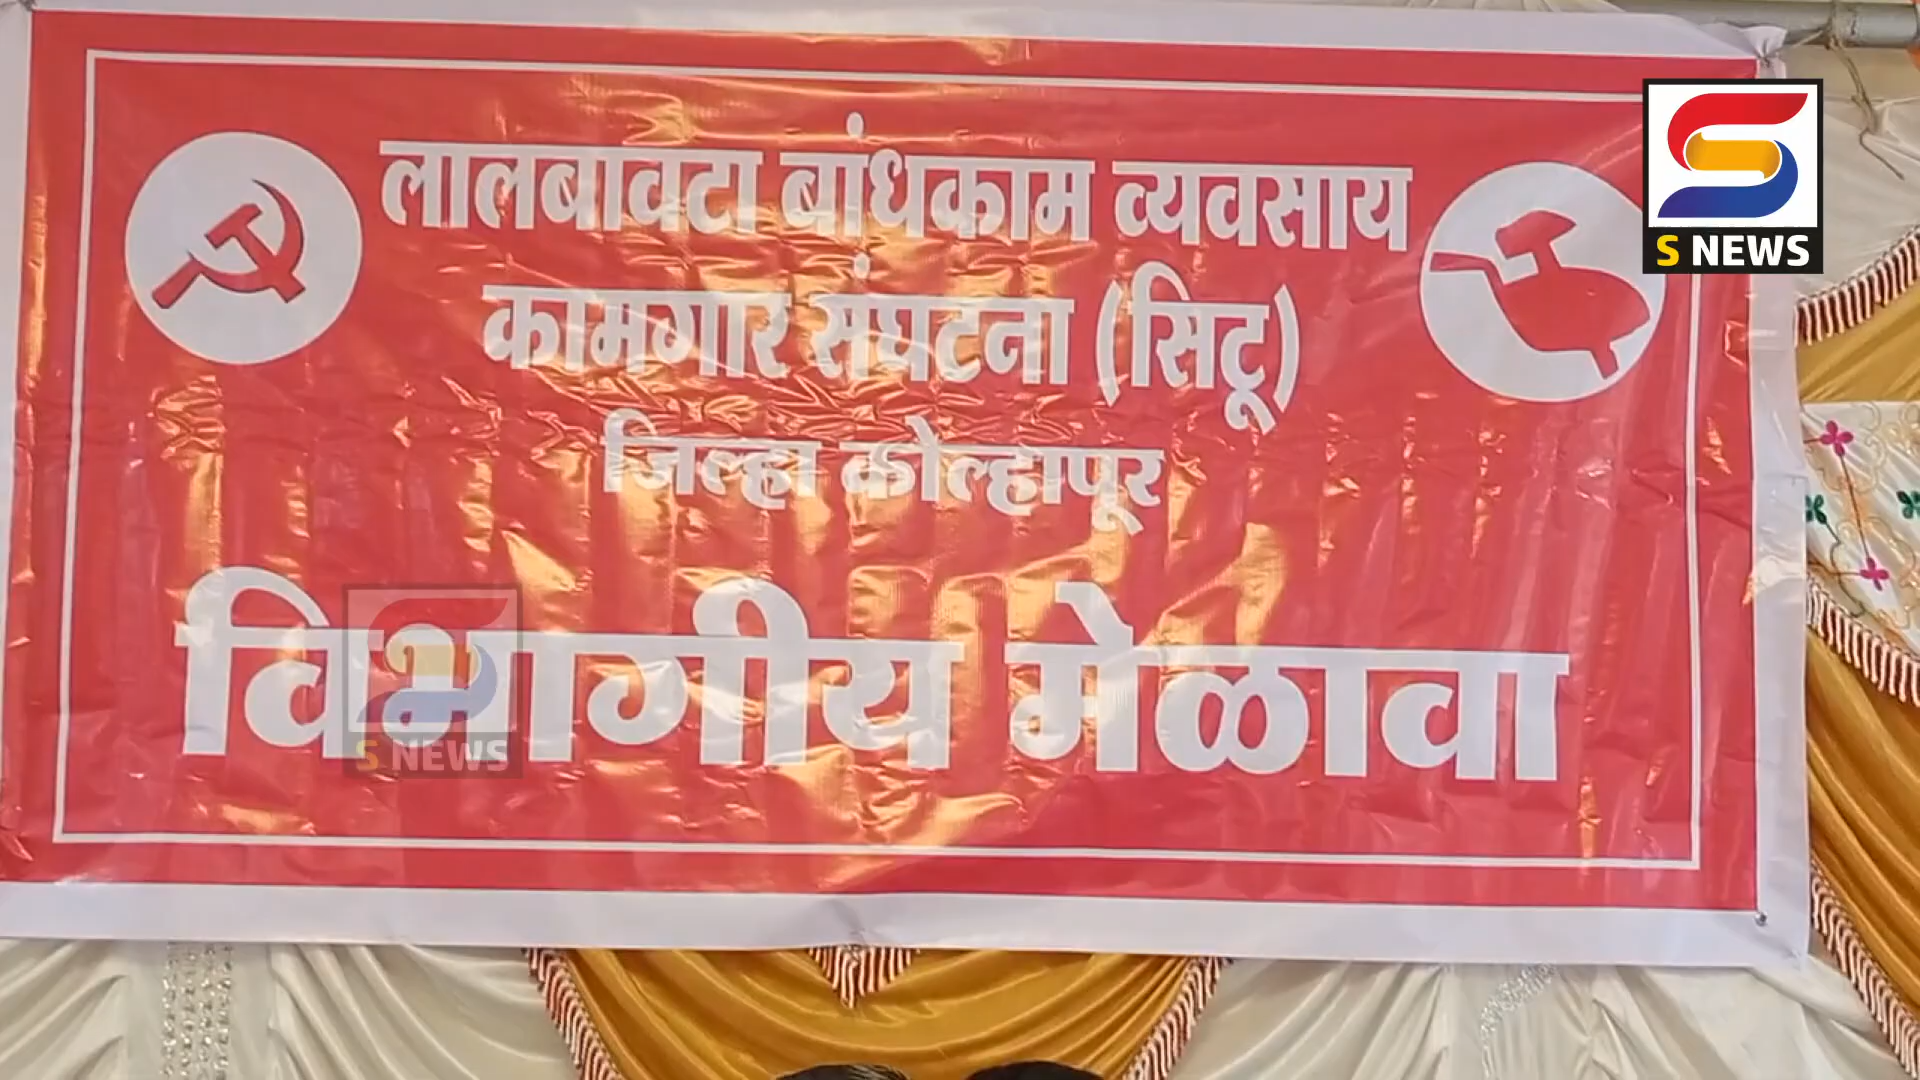 लालबावटा बांधकाम व्यवसाय
कामगार संघटना (सिटू)
जिल्हा कोल्हापूर
विभागीय मेळावा
S NEWS
S NEWS